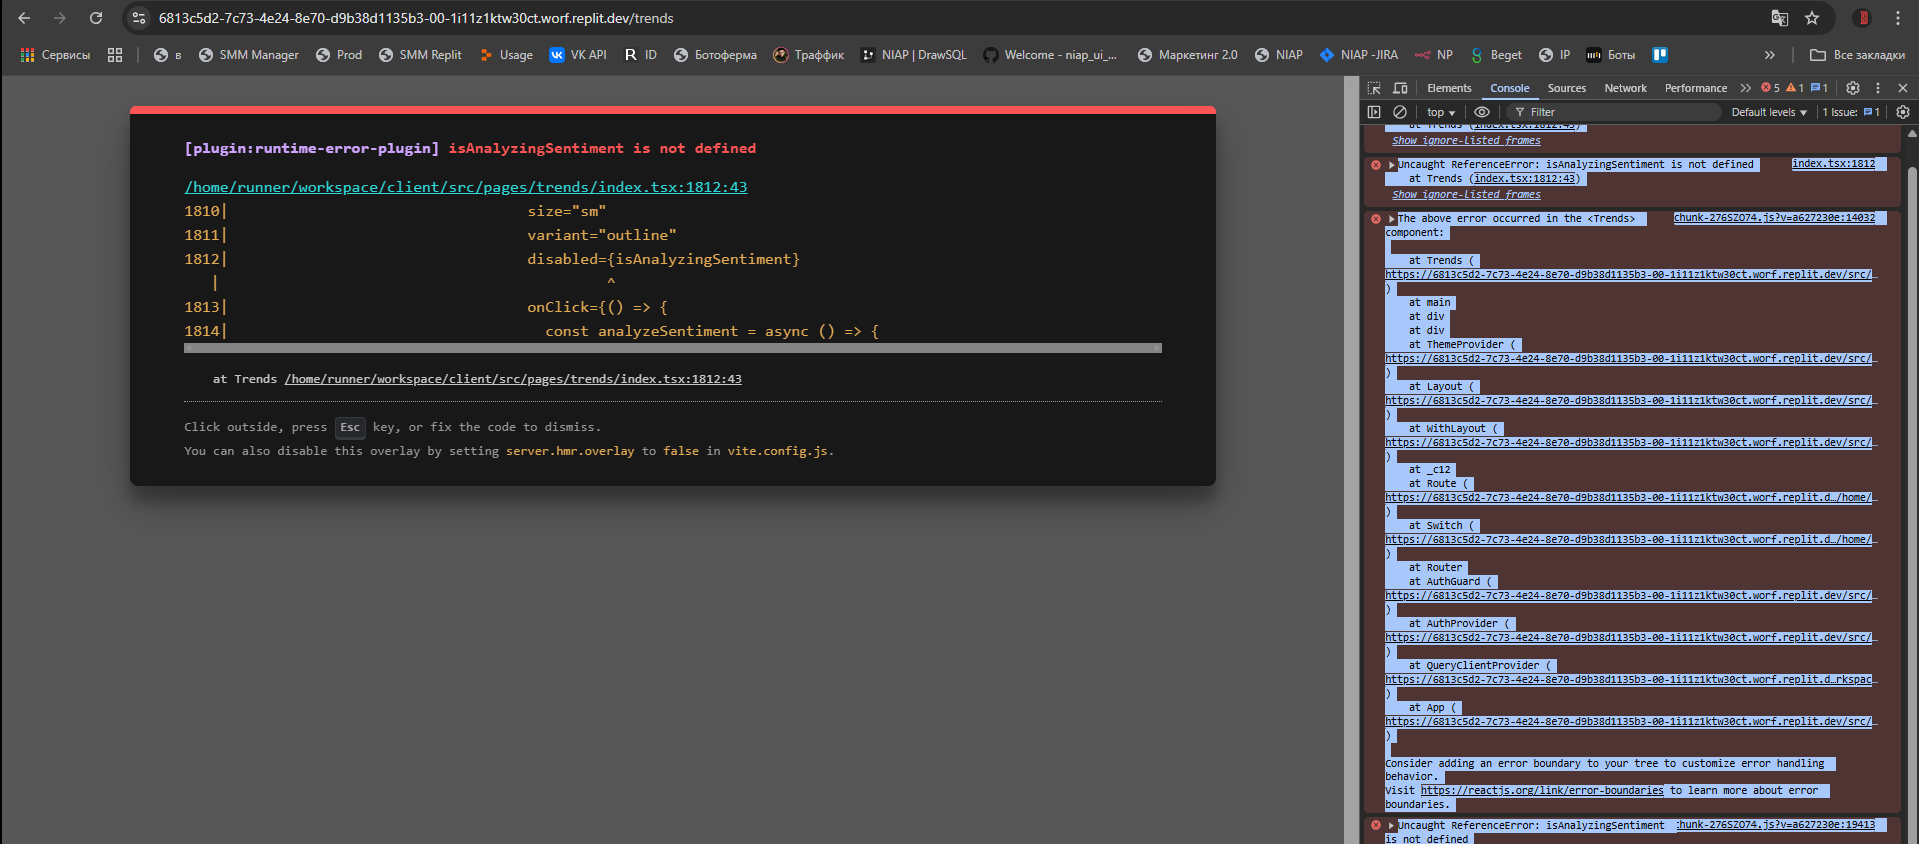 6813c5d2-7c73-4e24-8e70-d9b38d1135b3-00-1i11z1ktw30ct.worf.replit.dev/trends
Сервисы в SMM Manager Prod SMM Replit Usage VK API R ID Ботоферма Траффик NIAP | DrawSQL Welcome - niap_ui_... Маркетинг 2.0 NIAP NIAP -JIRA NP Beget IP Боты » Все закладки
[plugin:runtime-error-plugin] isAnalyzingSentiment is not defined
/home/runner/workspace/client/src/pages/trends/index.tsx:1812:43
1810| size="sm"
1811| variant="outline"
1812| disabled={isAnalyzingSentiment}
| ^
1813| onClick={() => {
1814| const analyzeSentiment = async () => {
at Trends /home/runner/workspace/client/src/pages/trends/index.tsx:1812:43
Click outside, press Esc key, or fix the code to dismiss.
You can also disable this overlay by setting server.hmr.overlay to false in vite.config.js.
Elements Console Sources Network Performance » 5 1 1
top Filter Default levels 1 Issue: 1
at Trends (index.tsx:1812:43)
Show ignore-listed frames
Uncaught ReferenceError: isAnalyzingSentiment is not defined index.tsx:1812
at Trends (index.tsx:1812:43)
Show ignore-listed frames
The above error occurred in the <Trends> chunk-276SZO74.js?v=a627230e:14032
component:
at Trends (
https://6813c5d2-7c73-4e24-8e70-d9b38d1135b3-00-1i11z1ktw30ct.worf.replit.dev/src/…
)
at main
at div
at div
at ThemeProvider (
https://6813c5d2-7c73-4e24-8e70-d9b38d1135b3-00-1i11z1ktw30ct.worf.replit.dev/src/…
)
at Layout (
https://6813c5d2-7c73-4e24-8e70-d9b38d1135b3-00-1i11z1ktw30ct.worf.replit.dev/src/…
)
at WithLayout (
https://6813c5d2-7c73-4e24-8e70-d9b38d1135b3-00-1i11z1ktw30ct.worf.replit.dev/src/…
)
at _c12
at Route (
https://6813c5d2-7c73-4e24-8e70-d9b38d1135b3-00-1i11z1ktw30ct.worf.replit.d…/home/…
)
at Switch (
https://6813c5d2-7c73-4e24-8e70-d9b38d1135b3-00-1i11z1ktw30ct.worf.replit.d…/home/…
)
at Router
at AuthGuard (
https://6813c5d2-7c73-4e24-8e70-d9b38d1135b3-00-1i11z1ktw30ct.worf.replit.dev/src/…
)
at AuthProvider (
https://6813c5d2-7c73-4e24-8e70-d9b38d1135b3-00-1i11z1ktw30ct.worf.replit.dev/src/…
)
at QueryClientProvider (
https://6813c5d2-7c73-4e24-8e70-d9b38d1135b3-00-1i11z1ktw30ct.worf.replit.d…rkspac…
)
at App (
https://6813c5d2-7c73-4e24-8e70-d9b38d1135b3-00-1i11z1ktw30ct.worf.replit.dev/src/…
)
Consider adding an error boundary to your tree to customize error handling
behavior.
Visit https://reactjs.org/link/error-boundaries to learn more about error
boundaries.
Uncaught ReferenceError: isAnalyzingSentiment chunk-276SZO74.js?v=a627230e:19413
is not defined